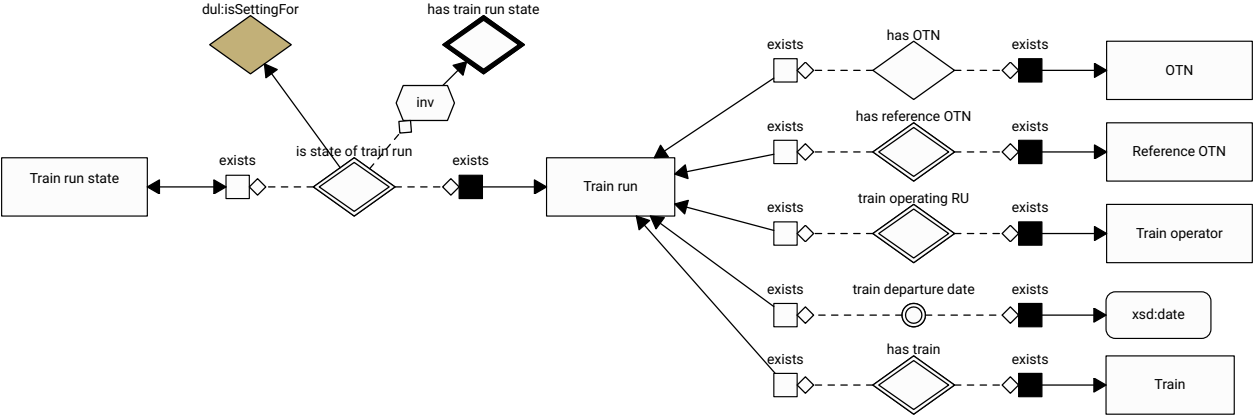 dul:isSettingFor
has train run state
inv
is state of train run
Train run state
exists
exists
Train run
exists
has OTN
exists
OTN
exists
has reference OTN
exists
Reference OTN
exists
train operating RU
exists
Train operator
exists
train departure date
exists
xsd:date
exists
has train
exists
Train